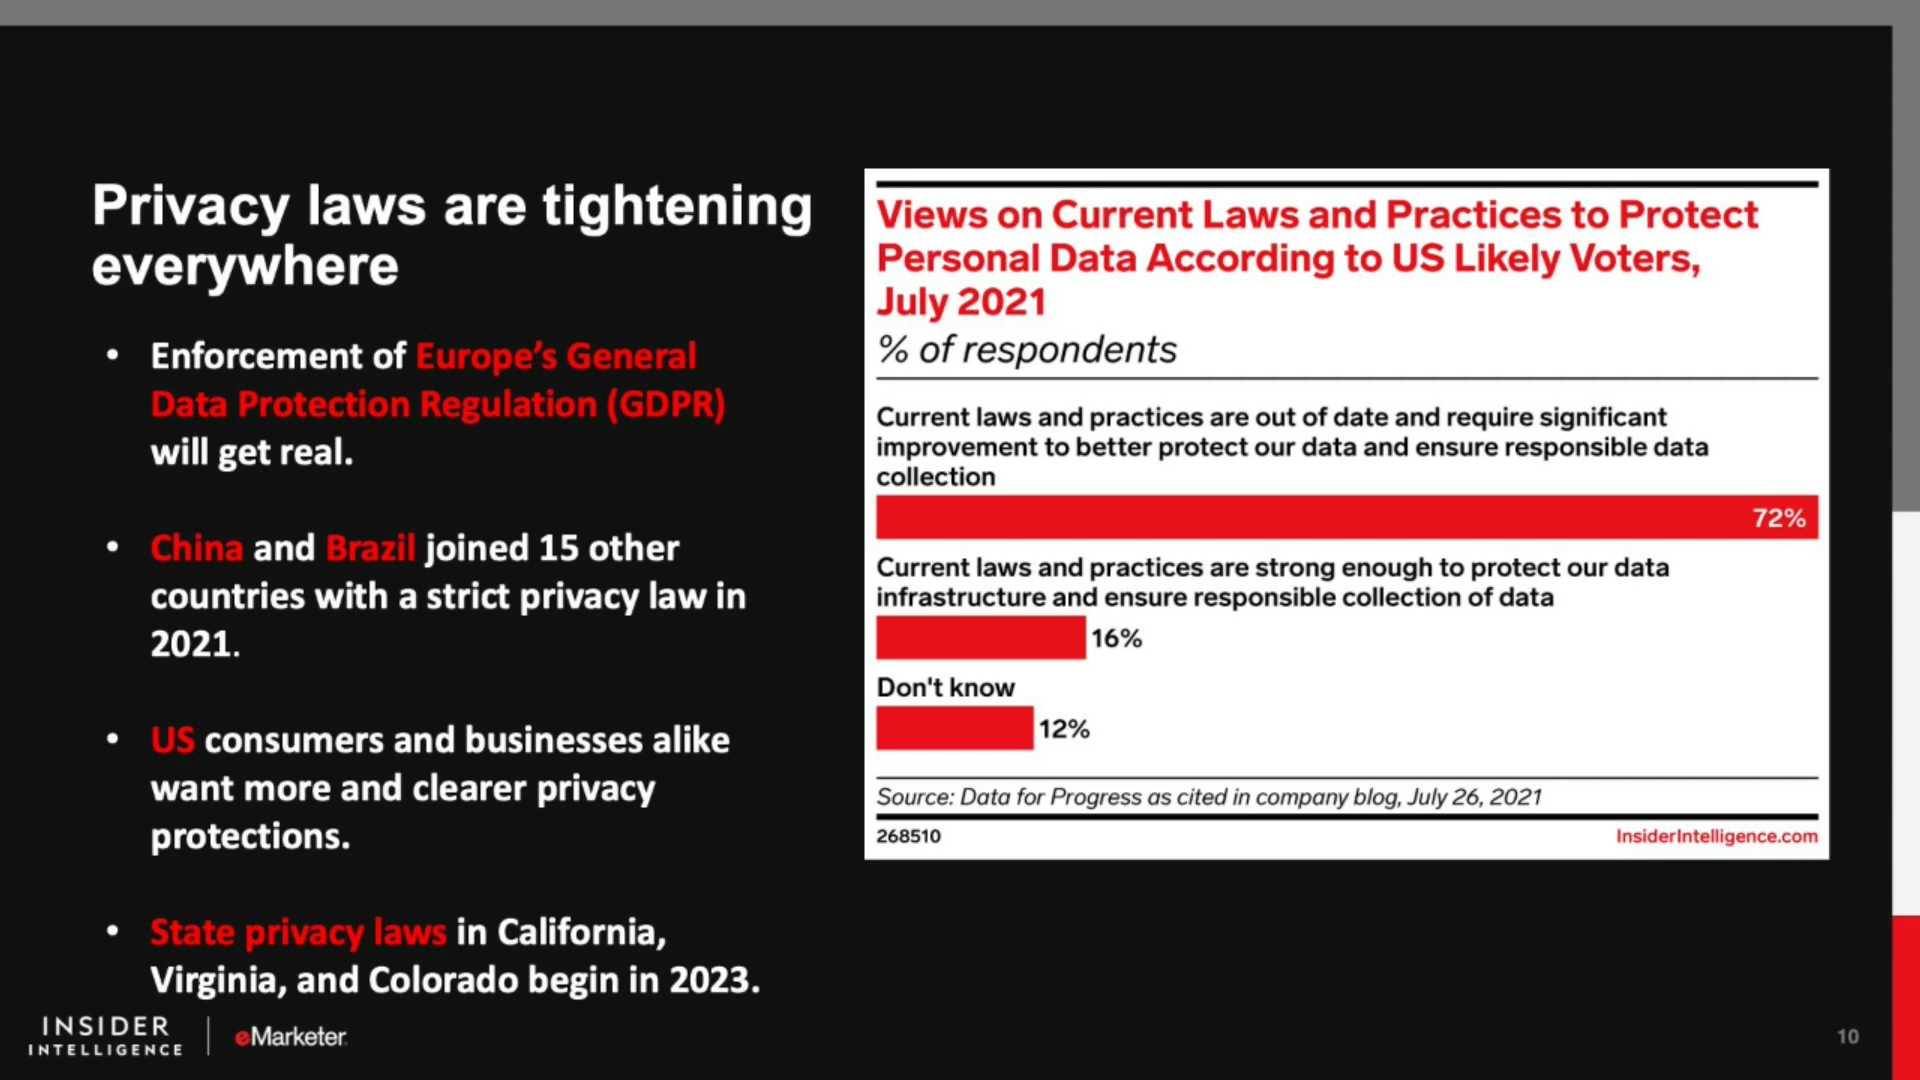 Privacy laws are tightening
everywhere
• Enforcement of Europe's General
Data Protection Regulation (GDPR)
will get real.
• China and Brazil joined 15 other
countries with a strict privacy law in
2021.
• US consumers and businesses alike
want more and clearer privacy
protections.
• State privacy laws in California,
Virginia, and Colorado begin in 2023.
Views on Current Laws and Practices to Protect
Personal Data According to US Likely Voters,
July 2021
% of respondents
Current laws and practices are out of date and require significant
improvement to better protect our data and ensure responsible data
collection
72%
Current laws and practices are strong enough to protect our data
infrastructure and ensure responsible collection of data
16%
Don't know
12%
Source: Data for Progress as cited in company blog, July 26, 2021
268510
InsiderIntelligence.com
INSIDER
INTELLIGENCE
eMarketer
10